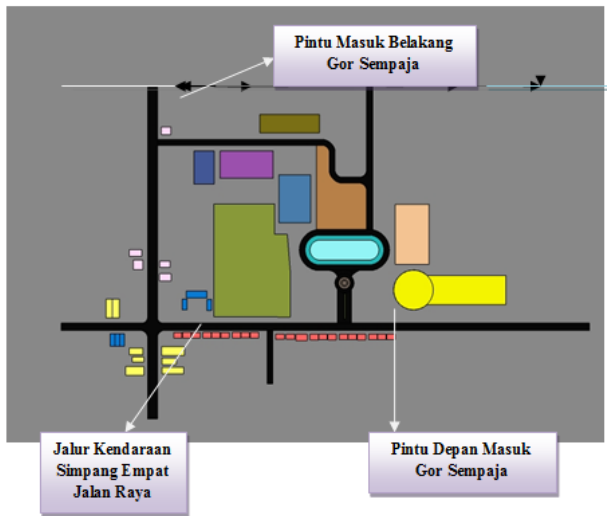 Pintu Masuk Belakang
Gor Sempaja
Jalur Kendaraan
Simpang Empat
Jalan Raya
Pintu Depan Masuk
Gor Sempaja